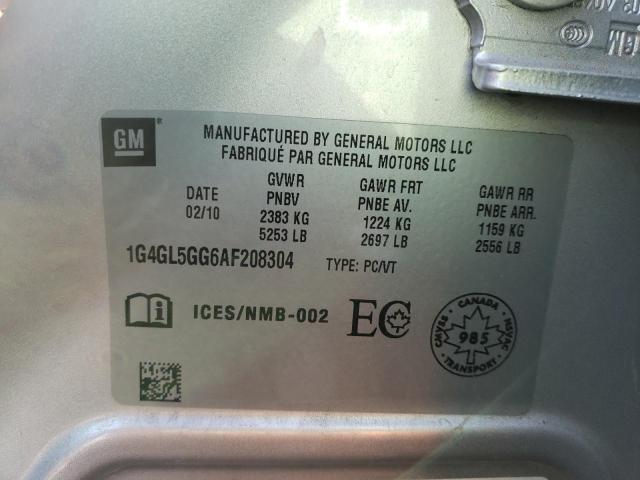 GM ®
MANUFACTURED BY GENERAL MOTORS LLC
FABRIQUÉ PAR GENERAL MOTORS LLC
DATE
02/10
GVWR
PNBV
2383 KG
5253 LB
GAWR FRT
PNBE AV.
1224 KG
2697 LB
GAWR RR
PNBE ARR.
1159 KG
2556 LB
1G4GL5GG6AF208304
TYPE: PC/VT
i ICES/NMB-002 EC
CANADA
CMVSS NSVAC
985
TRANSPORT